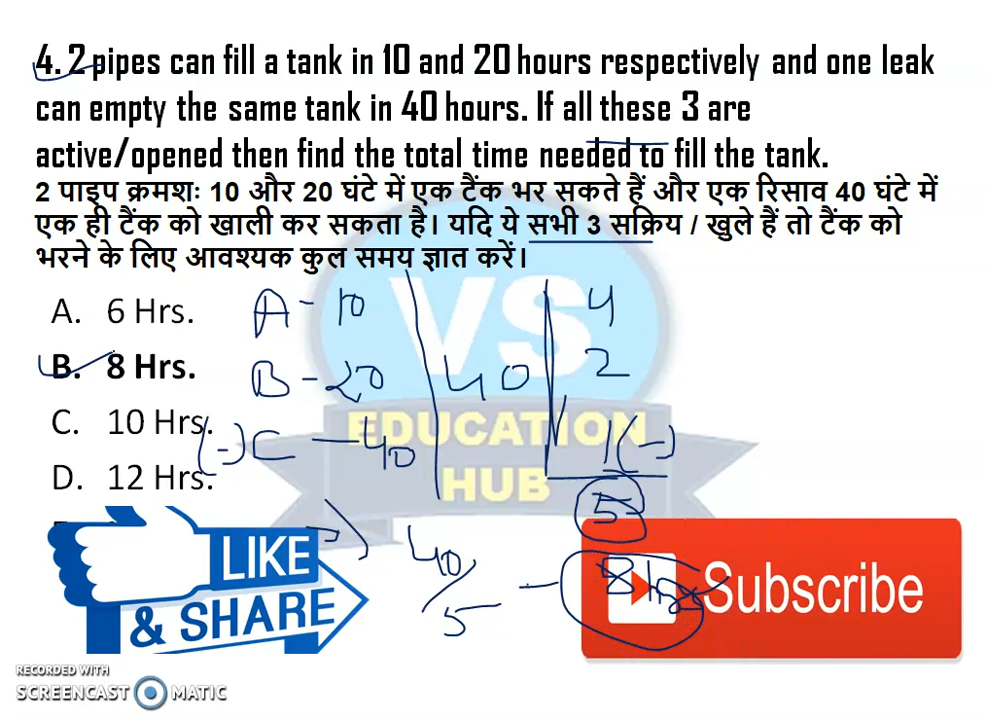 4. 2 pipes can fill a tank in 10 and 20 hours respectively and one leak
can empty the same tank in 40 hours. If all these 3 are
active/opened then find the total time needed to fill the tank.
2 पाइप क्रमशः 10 और 20 घंटे में एक टैंक भर सकते हैं और एक रिसाव 40 घंटे में
एक ही टैंक को खाली कर सकता है। यदि ये सभी 3 सक्रिय / खुले हैं तो टैंक को
भरने के लिए आवश्यक कुल समय ज्ञात करें।
A. 6 Hrs.
B. 8 Hrs.
C. 10 Hrs.
D. 12 Hrs.
A - 10
4
B - 20
40
2
(-) C - 40
1(-)
5
=) 40/5 - 8 hrs
VS
EDUCATION
HUB
LIKE
& SHARE
Subscribe
RECORDED WITH
SCREENCAST MATIC